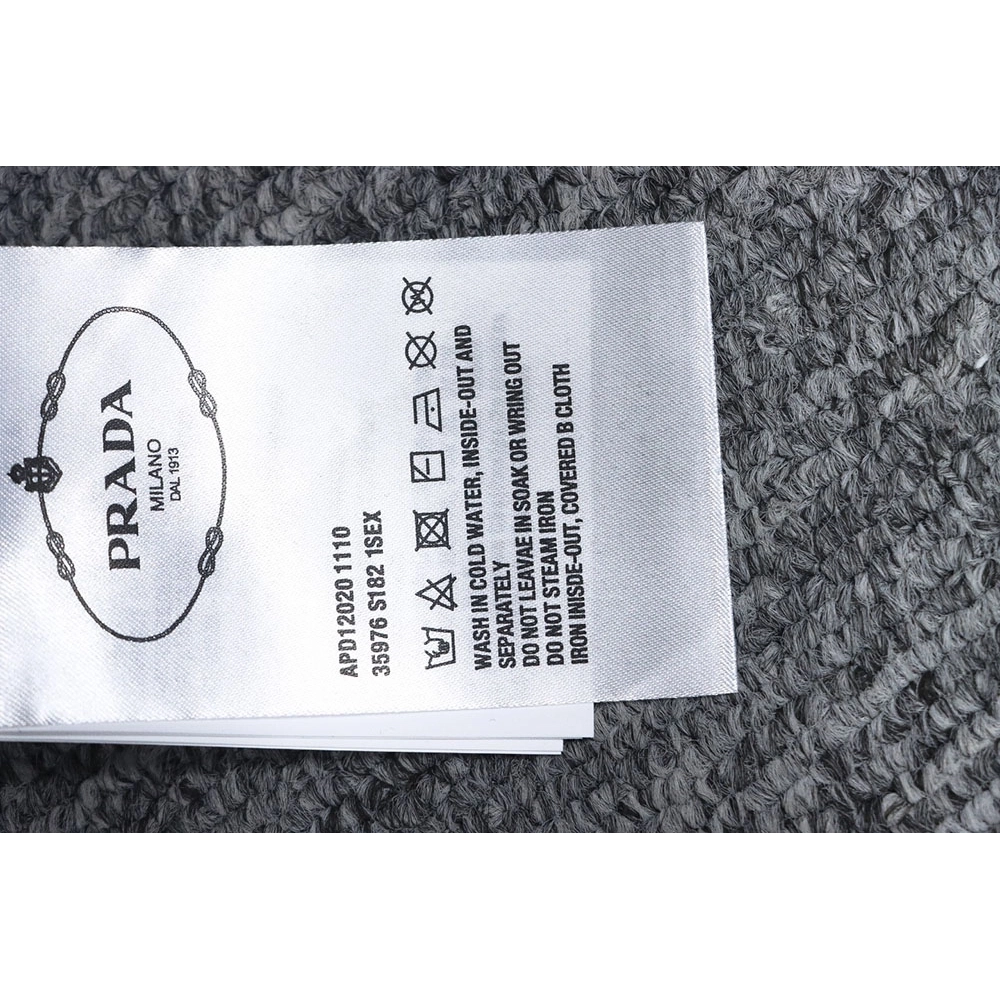 PRADA
MILANO
DAL 1913
APD12020 1110
35976 S182 1SEX
WASH IN COLD WATER, INSIDE-OUT AND
SEPARATELY
DO NOT LEAVAE IN SOAK OR WRING OUT
DO NOT STEAM IRON
IRON INISDE-OUT, COVERED B CLOTH